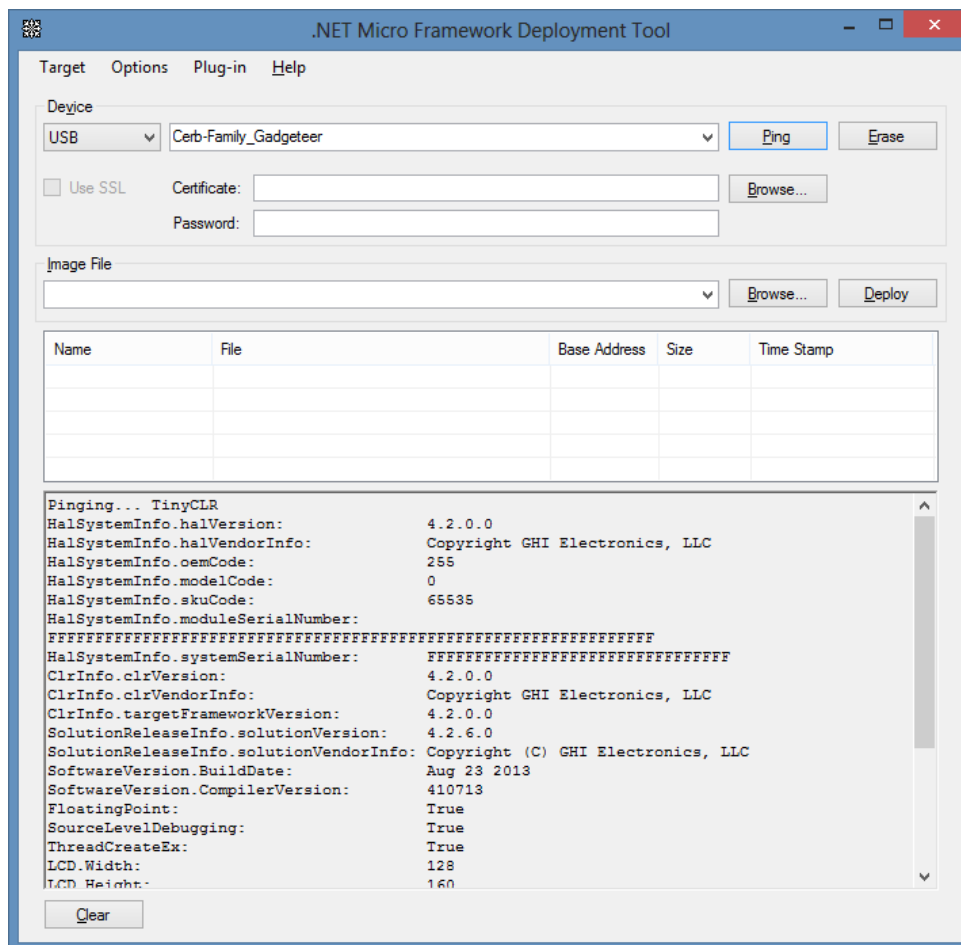 .NET Micro Framework Deployment Tool
Target Options Plug-in Help
Device
USB Cerb-Family_Gadgeteer Ping Erase
Use SSL Certificate: Browse...
Password:
Image File
Browse... Deploy
Name File Base Address Size Time Stamp
Pinging... TinyCLR
HalSystemInfo.halVersion: 4.2.0.0
HalSystemInfo.halVendorInfo: Copyright GHI Electronics, LLC
HalSystemInfo.oemCode: 255
HalSystemInfo.modelCode: 0
HalSystemInfo.skuCode: 65535
HalSystemInfo.moduleSerialNumber:
FFFFFFFFFFFFFFFFFFFFFFFFFFFFFFFFFFFFFFFFFFFFFFFFFFFFFFFFFFFFFFFF
HalSystemInfo.systemSerialNumber: FFFFFFFFFFFFFFFFFFFFFFFFFFFFFFFF
ClrInfo.clrVersion: 4.2.0.0
ClrInfo.clrVendorInfo: Copyright GHI Electronics, LLC
ClrInfo.targetFrameworkVersion: 4.2.0.0
SolutionReleaseInfo.solutionVersion: 4.2.6.0
SolutionReleaseInfo.solutionVendorInfo: Copyright (C) GHI Electronics, LLC
SoftwareVersion.BuildDate: Aug 23 2013
SoftwareVersion.CompilerVersion: 410713
FloatingPoint: True
SourceLevelDebugging: True
ThreadCreateEx: True
LCD.Width: 128
LCD.Height: 160
Clear